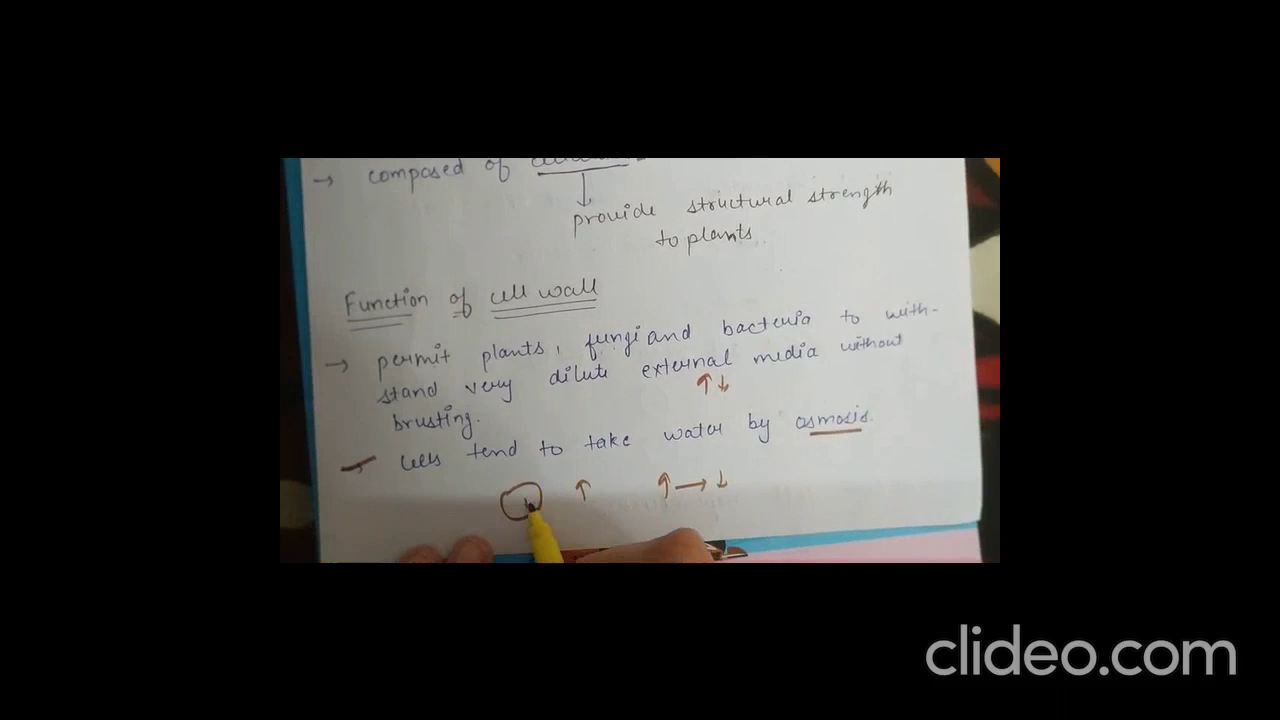 → composed of
↓
provide structural strength
to plants.
Function of cell wall
→ permit plants, fungi and bacteria to with-
stand very dilute external media without
brusting.
↑↓
→ cells tend to take water by osmosis.
↑ ↑→↓
clideo.com